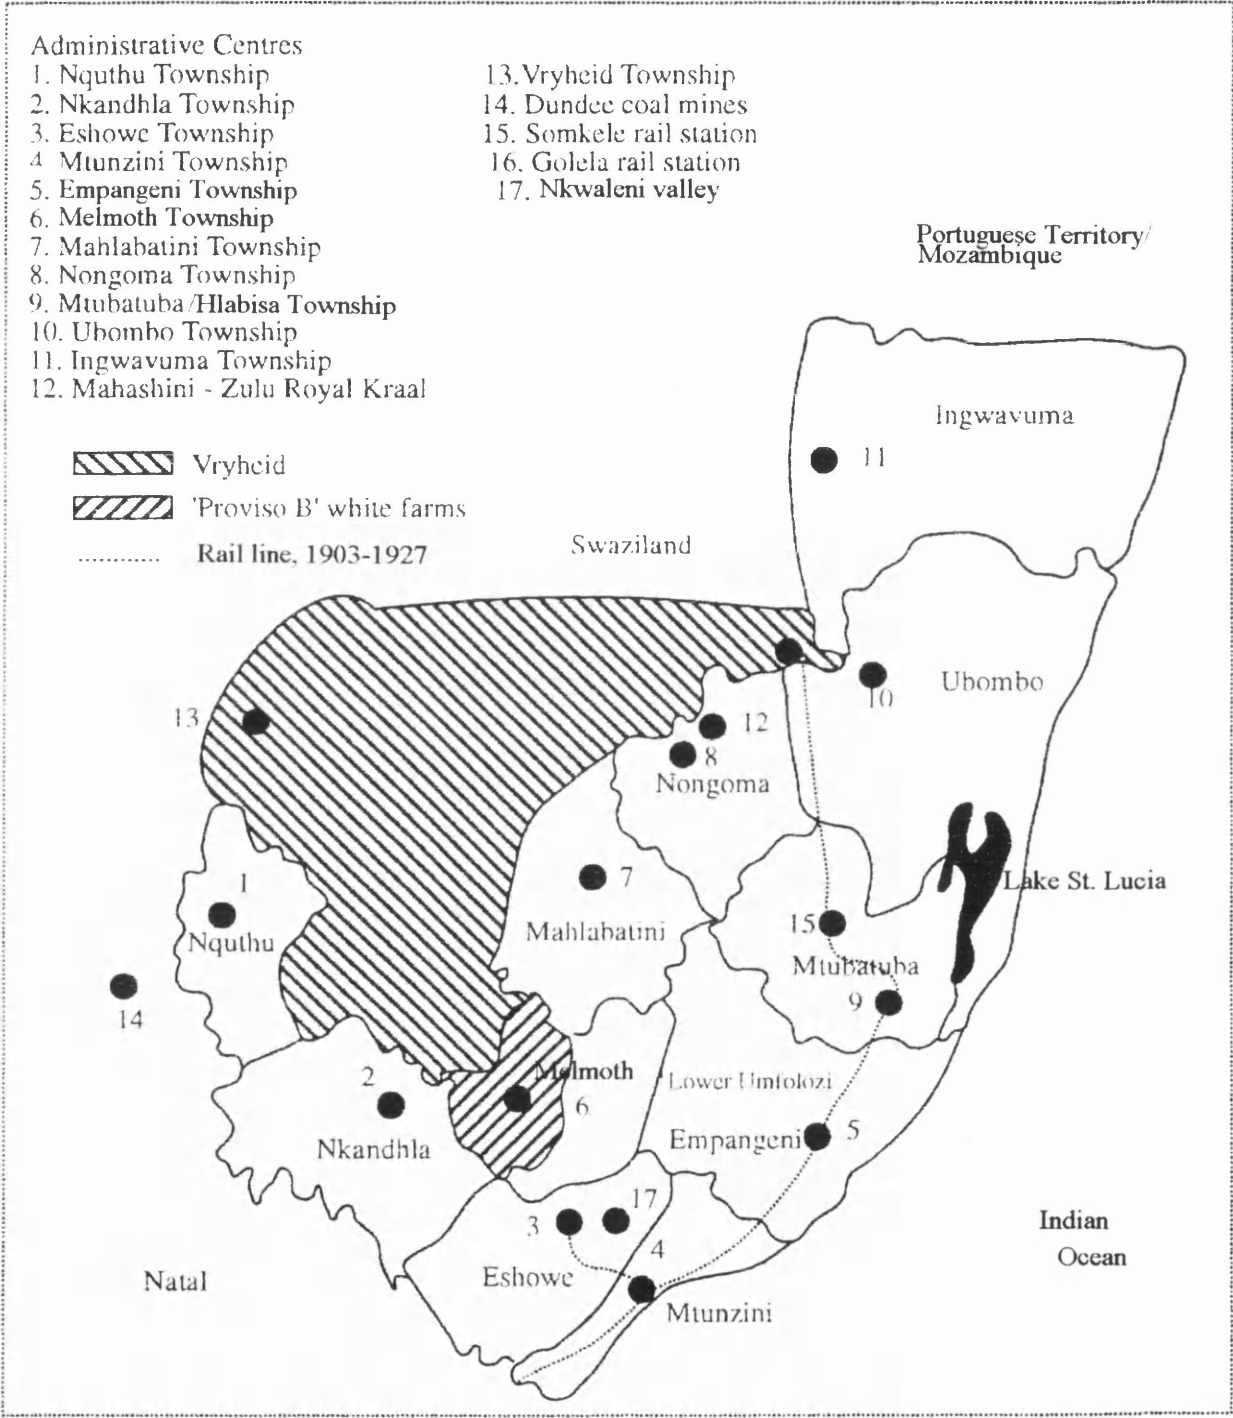 Administrative Centres
1. Nquthu Township
2. Nkandhla Township
3. Eshowe Township
4 Mtunzini Township
5. Empangeni Township
6. Melmoth Township
7. Mahlabatini Township
8. Nongoma Township
9. Mtubatuba/Hlabisa Township
10. Ubombo Township
11. Ingwavuma Township
12. Mahashini - Zulu Royal Kraal
13.Vryheid Township
14. Dundee coal mines
15. Somkele rail station
16. Golela rail station
17. Nkwaleni valley
Portuguese Territory/
Mozambique
Vryheid
'Proviso B' white farms
Rail line, 1903-1927
Swaziland
Ingwavuma
11
Ubombo
10
13
12
8
Nongoma
Lake St. Lucia
7
Mahlabatini
1
Nquthu
15
Mtubatuba
9
14
2
Nkandhla
Melmoth
6
Lower Umfolozi
Empangeni
5
17
3
4
Eshowe
Mtunzini
Natal
Indian
Ocean